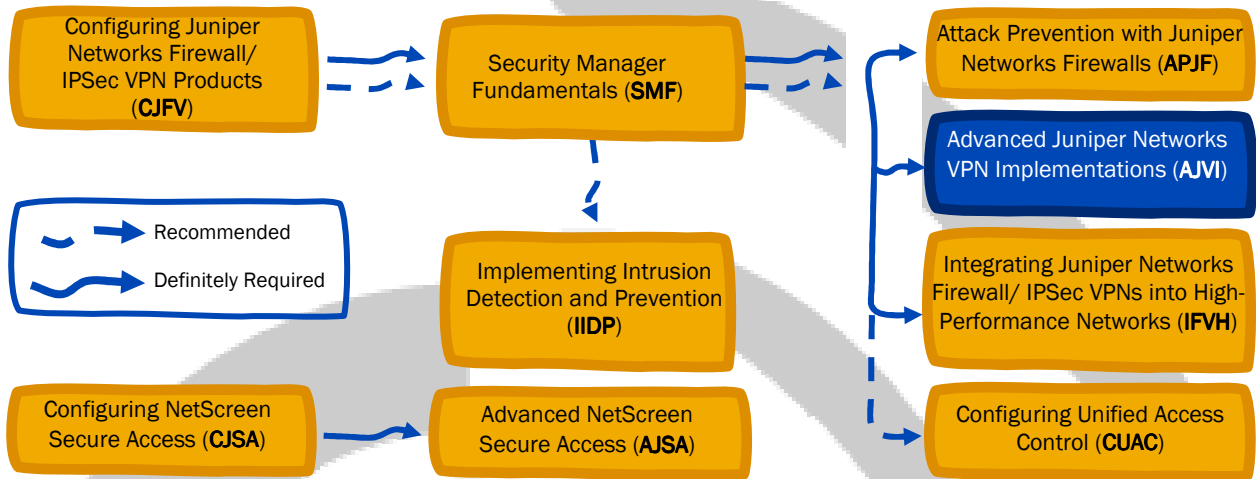 Configuring Juniper
Networks Firewall/
IPSec VPN Products
(CJFV)
Security Manager
Fundamentals (SMF)
Attack Prevention with Juniper
Networks Firewalls (APJF)
Advanced Juniper Networks
VPN Implementations (AJVI)
Recommended
Definitely Required
Implementing Intrusion
Detection and Prevention
(IIDP)
Integrating Juniper Networks
Firewall/ IPSec VPNs into High-
Performance Networks (IFVH)
Configuring NetScreen
Secure Access (CJSA)
Advanced NetScreen
Secure Access (AJSA)
Configuring Unified Access
Control (CUAC)